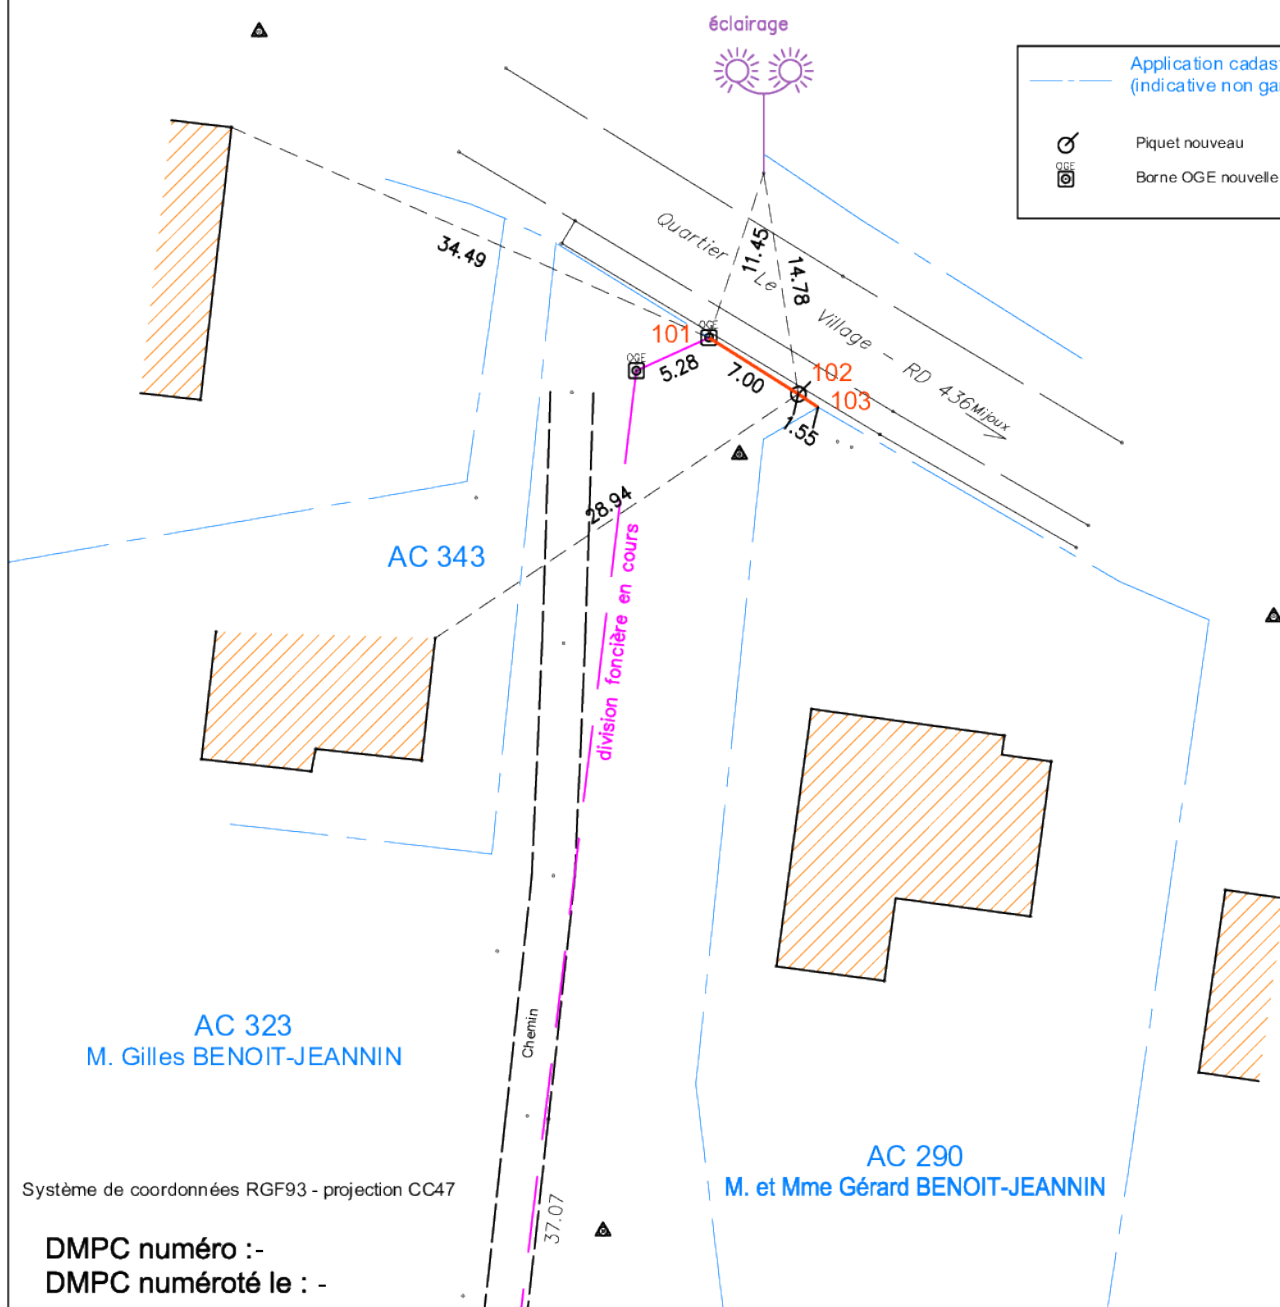 éclairage
Application cadas
(indicative non ga
Piquet nouveau
OGE
Borne OGE nouvelle
Quartier - Le Village - RD 436
Mijoux
34.49
11.45
14.78
OGE
101
OGE
5.28
7.00
102
103
1.55
28.94
AC 343
division foncière en cours
AC 323
M. Gilles BENOIT-JEANNIN
Chemin
AC 290
M. et Mme Gérard BENOIT-JEANNIN
Système de coordonnées RGF93 - projection CC47
37.07
DMPC numéro :-
DMPC numéroté le : -